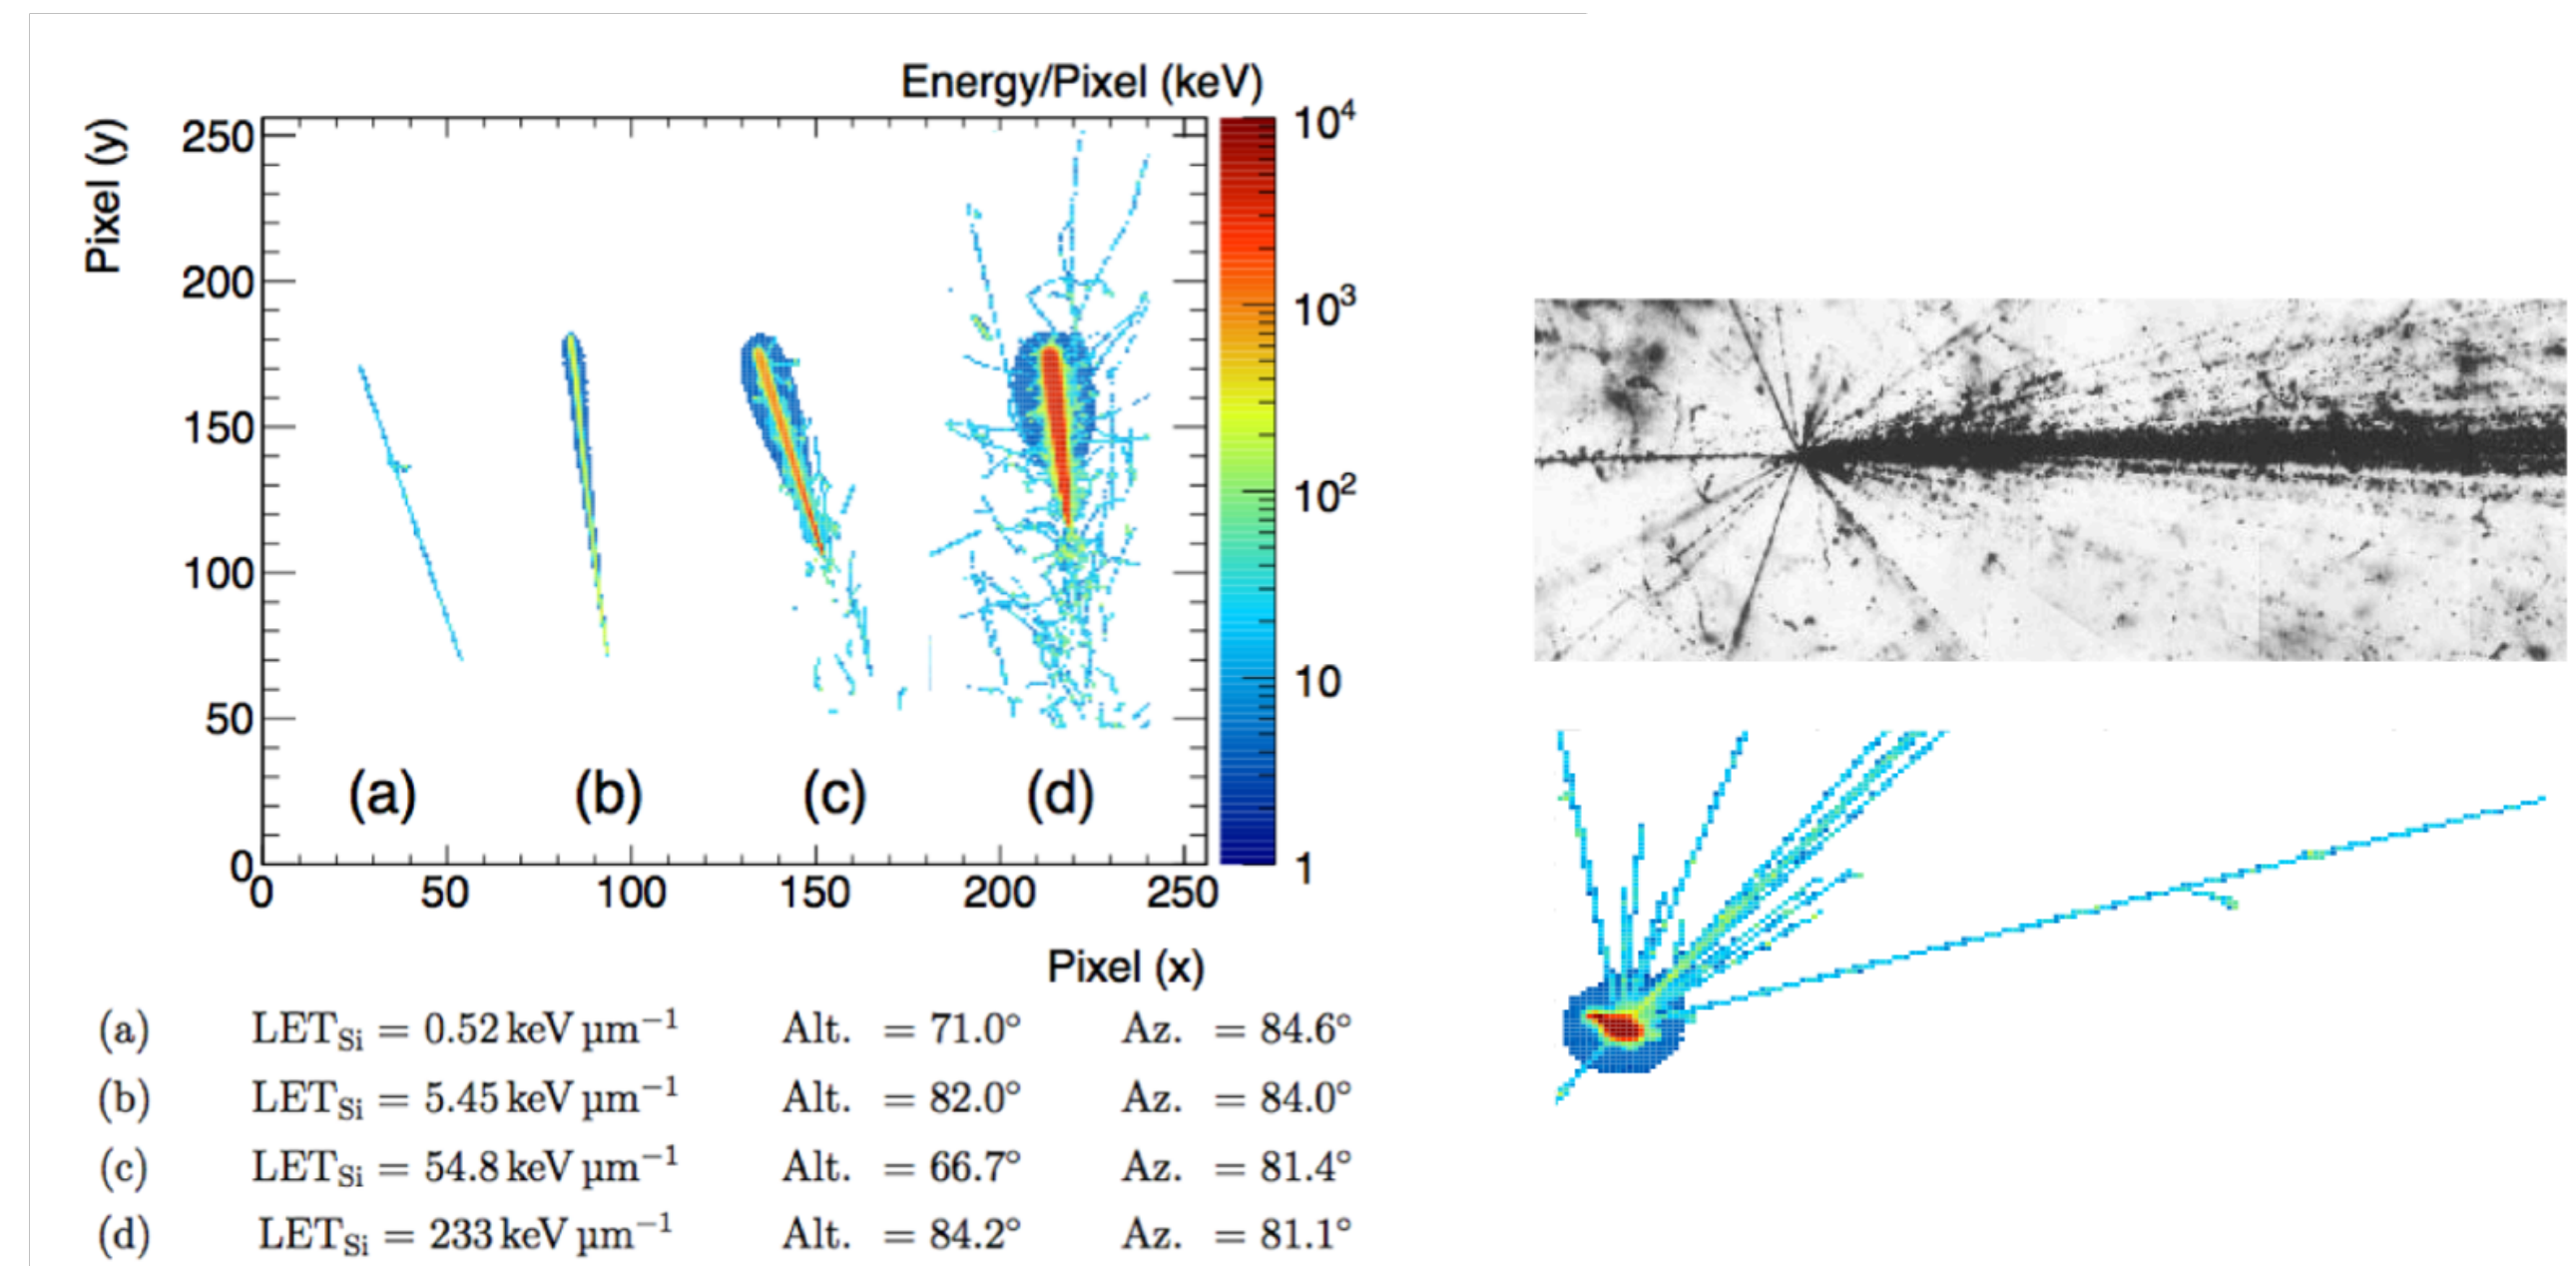 Energy/Pixel (keV)
Pixel (y)
250
200
150
100
50
0
10⁴
10³
10²
10
1
(a) (b) (c) (d)
0 50 100 150 200 250
Pixel (x)
(a) LET_Si = 0.52 keV µm⁻¹ Alt. = 71.0° Az. = 84.6°
(b) LET_Si = 5.45 keV µm⁻¹ Alt. = 82.0° Az. = 84.0°
(c) LET_Si = 54.8 keV µm⁻¹ Alt. = 66.7° Az. = 81.4°
(d) LET_Si = 233 keV µm⁻¹ Alt. = 84.2° Az. = 81.1°